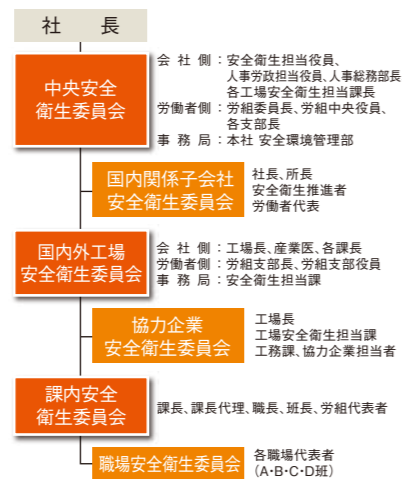 社　長
中央安全
衛生委員会
会 社 側：安全衛生担当役員、
人事労政担当役員、人事総務部長
各工場安全衛生担当課長
労働者側：労組委員長、労組中央役員、
各支部長
事 務 局：本社 安全環境管理部
国内関係子会社
安全衛生委員会
社長、所長
安全衛生推進者
労働者代表
国内外工場
安全衛生委員会
会 社 側：工場長、産業医、各課長
労働者側：労組支部長、労組支部役員
事 務 局：安全衛生担当課
協力企業
安全衛生委員会
工場長
工場安全衛生担当課
工務課、協力企業担当者
課内安全
衛生委員会
課長、課長代理、職長、班長、労組代表者
職場安全衛生委員会
各職場代表者
（A・B・C・D班）